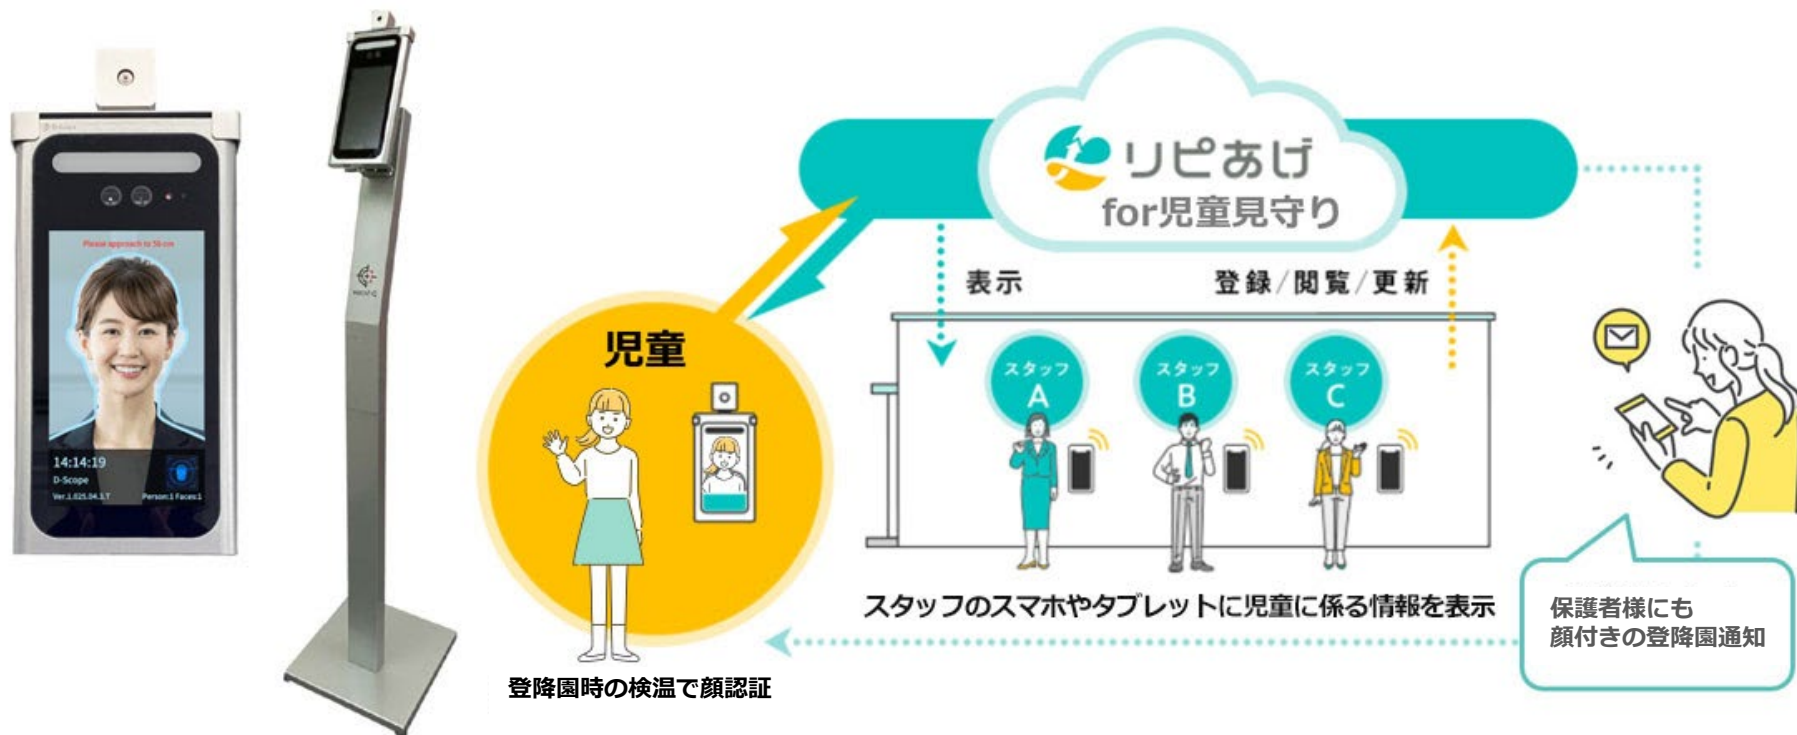 Please approach to 50 cm
14:14:19
D-Scope
Person:1 Faces:1
リピあげ
for児童見守り
表示
登録/閲覧/更新
児童
スタッフ
A
スタッフ
B
スタッフ
C
スタッフのスマホやタブレットに児童に係る情報を表示
保護者様にも
顔付きの登降園通知
登降園時の検温で顔認証